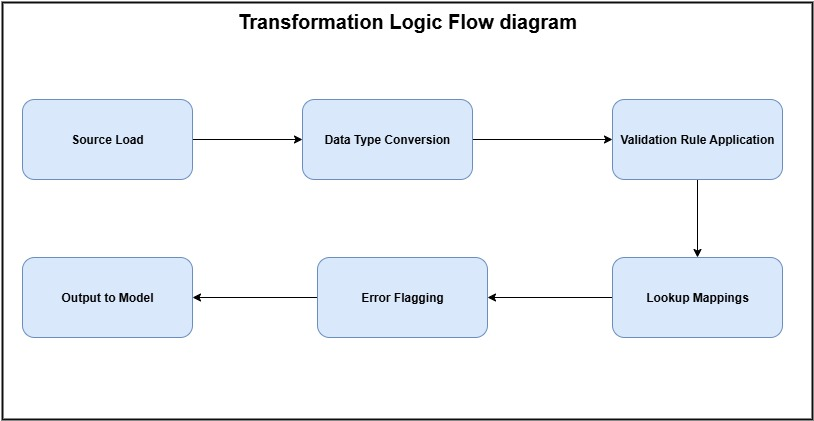 Transformation Logic Flow diagram
Source Load
Data Type Conversion
Validation Rule Application
Output to Model
Error Flagging
Lookup Mappings